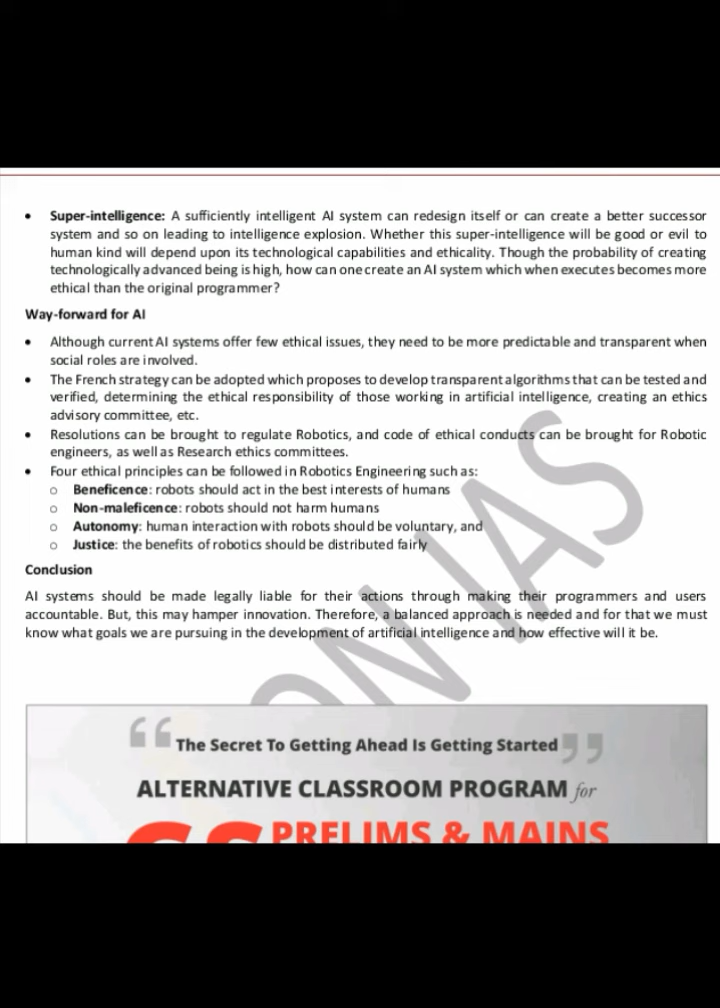 • Super-intelligence: A sufficiently intelligent AI system can redesign itself or can create a better successor
system and so on leading to intelligence explosion. Whether this super-intelligence will be good or evil to
human kind will depend upon its technological capabilities and ethicality. Though the probability of creating
technologically advanced being is high, how can one create an AI system which when executes becomes more
ethical than the original programmer?
Way-forward for AI
• Although current AI systems offer few ethical issues, they need to be more predictable and transparent when
social roles are involved.
• The French strategy can be adopted which proposes to develop transparent algorithms that can be tested and
verified, determining the ethical responsibility of those working in artificial intelligence, creating an ethics
advisory committee, etc.
• Resolutions can be brought to regulate Robotics, and code of ethical conducts can be brought for Robotic
engineers, as well as Research ethics committees.
• Four ethical principles can be followed in Robotics Engineering such as:
o Beneficence: robots should act in the best interests of humans
o Non-maleficence: robots should not harm humans
o Autonomy: human interaction with robots should be voluntary, and
o Justice: the benefits of robotics should be distributed fairly
Conclusion
AI systems should be made legally liable for their actions through making their programmers and users
accountable. But, this may hamper innovation. Therefore, a balanced approach is needed and for that we must
know what goals we are pursuing in the development of artificial intelligence and how effective will it be.
ON IAS
“ The Secret To Getting Ahead Is Getting Started ”
ALTERNATIVE CLASSROOM PROGRAM for
PRELIMS & MAINS